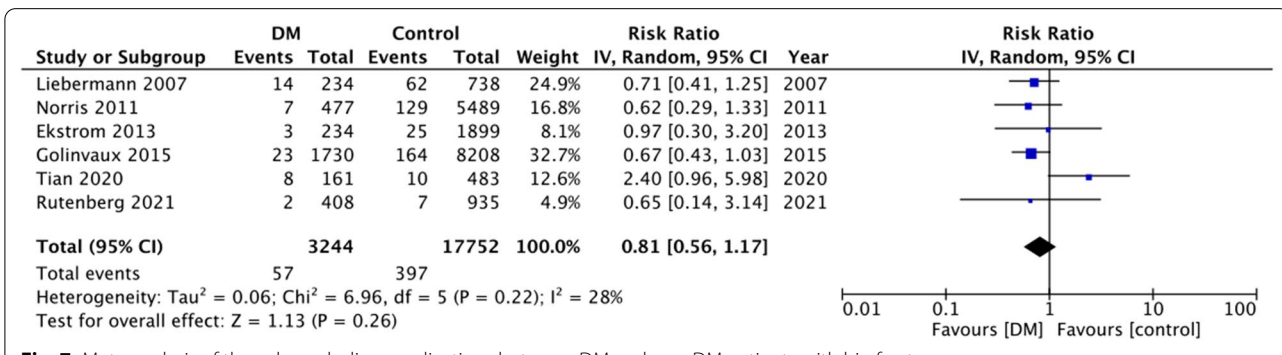 DM Control Risk Ratio Risk Ratio
Study or Subgroup Events Total Events Total Weight IV, Random, 95% CI Year IV, Random, 95% CI
Liebermann 2007 14 234 62 738 24.9% 0.71 [0.41, 1.25] 2007
Norris 2011 7 477 129 5489 16.8% 0.62 [0.29, 1.33] 2011
Ekstrom 2013 3 234 25 1899 8.1% 0.97 [0.30, 3.20] 2013
Golinvaux 2015 23 1730 164 8208 32.7% 0.67 [0.43, 1.03] 2015
Tian 2020 8 161 10 483 12.6% 2.40 [0.96, 5.98] 2020
Rutenberg 2021 2 408 7 935 4.9% 0.65 [0.14, 3.14] 2021
Total (95% CI) 3244 17752 100.0% 0.81 [0.56, 1.17]
Total events 57 397
Heterogeneity: Tau² = 0.06; Chi² = 6.96, df = 5 (P = 0.22); I² = 28%
Test for overall effect: Z = 1.13 (P = 0.26)
0.01 0.1 1 10 100
Favours [DM] Favours [control]